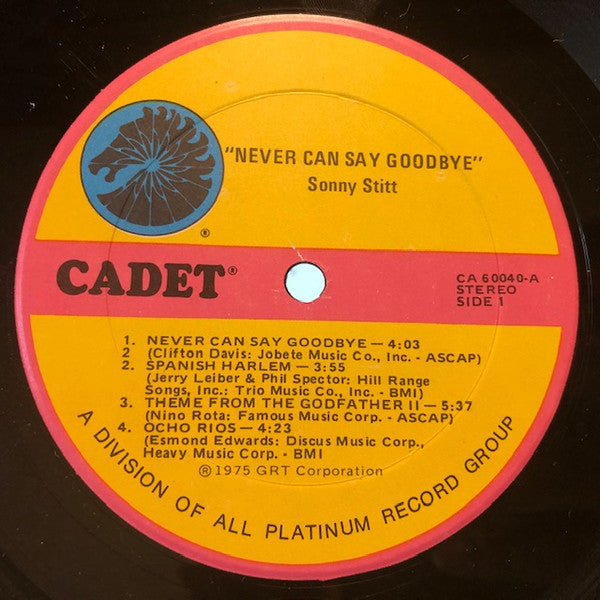 "NEVER CAN SAY GOODBYE"
Sonny Stitt
®
CADET®
CA 60040-A
STEREO
SIDE 1
1. NEVER CAN SAY GOODBYE — 4:03
2 (Clifton Davis: Jobete Music Co., Inc. - ASCAP)
2. SPANISH HARLEM — 3:55
(Jerry Leiber & Phil Spector: Hill Range
Songs, Inc.: Trio Music Co., Inc. - BMI)
3. THEME FROM THE GODFATHER II — 5:37
(Nino Rota: Famous Music Corp. - ASCAP)
4. OCHO RIOS — 4:23
(Esmond Edwards: Discus Music Corp.,
Heavy Music Corp. - BMI
®1975 GRT Corporation
A DIVISION OF ALL PLATINUM RECORD GROUP